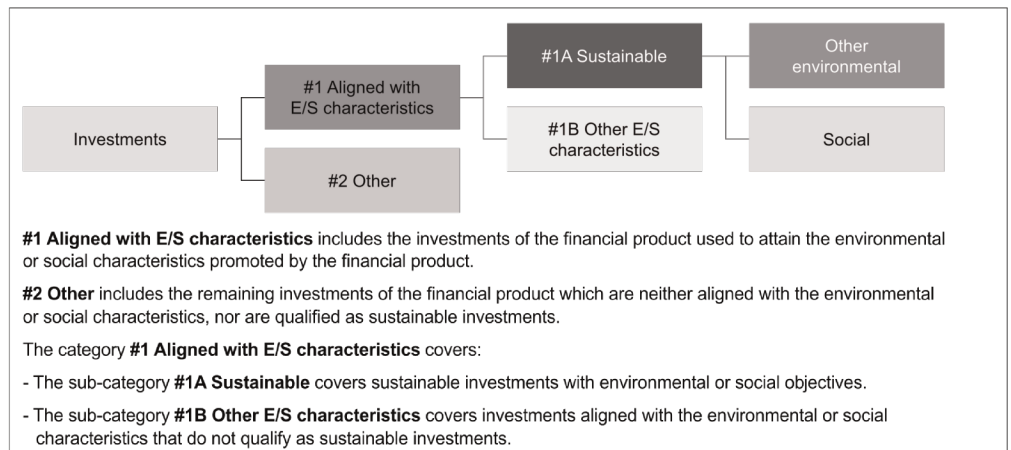 Investments
#1 Aligned with
E/S characteristics
#2 Other
#1A Sustainable
#1B Other E/S
characteristics
Other
environmental
Social
#1 Aligned with E/S characteristics includes the investments of the financial product used to attain the environmental
or social characteristics promoted by the financial product.
#2 Other includes the remaining investments of the financial product which are neither aligned with the environmental
or social characteristics, nor are qualified as sustainable investments.
The category #1 Aligned with E/S characteristics covers:
- The sub-category #1A Sustainable covers sustainable investments with environmental or social objectives.
- The sub-category #1B Other E/S characteristics covers investments aligned with the environmental or social
characteristics that do not qualify as sustainable investments.